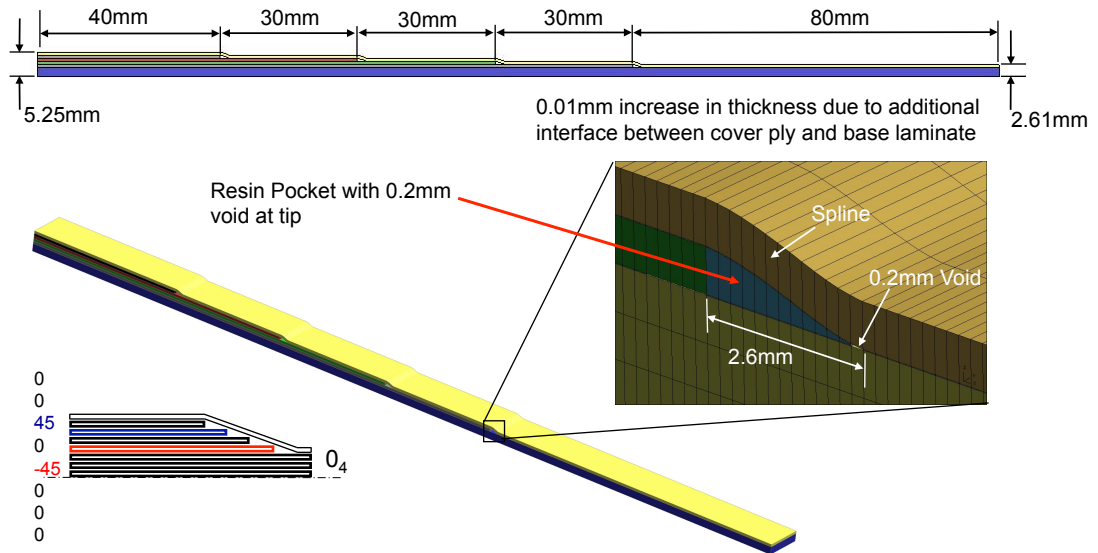 40mm
30mm
30mm
30mm
80mm
5.25mm
0.01mm increase in thickness due to additional
interface between cover ply and base laminate
2.61mm
Resin Pocket with 0.2mm
void at tip
Spline
0.2mm Void
2.6mm
0
0
45
0
-45
0
0
0
0₄